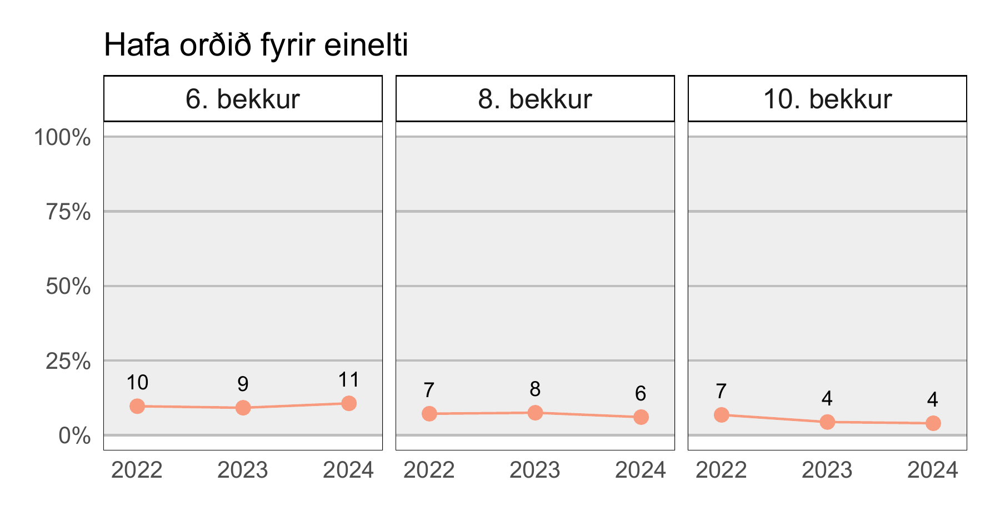 Hafa orðið fyrir einelti
6. bekkur
8. bekkur
10. bekkur
100%
75%
50%
25%
0%
10 9 11
7 8 6
7 4 4
2022 2023 2024
2022 2023 2024
2022 2023 2024